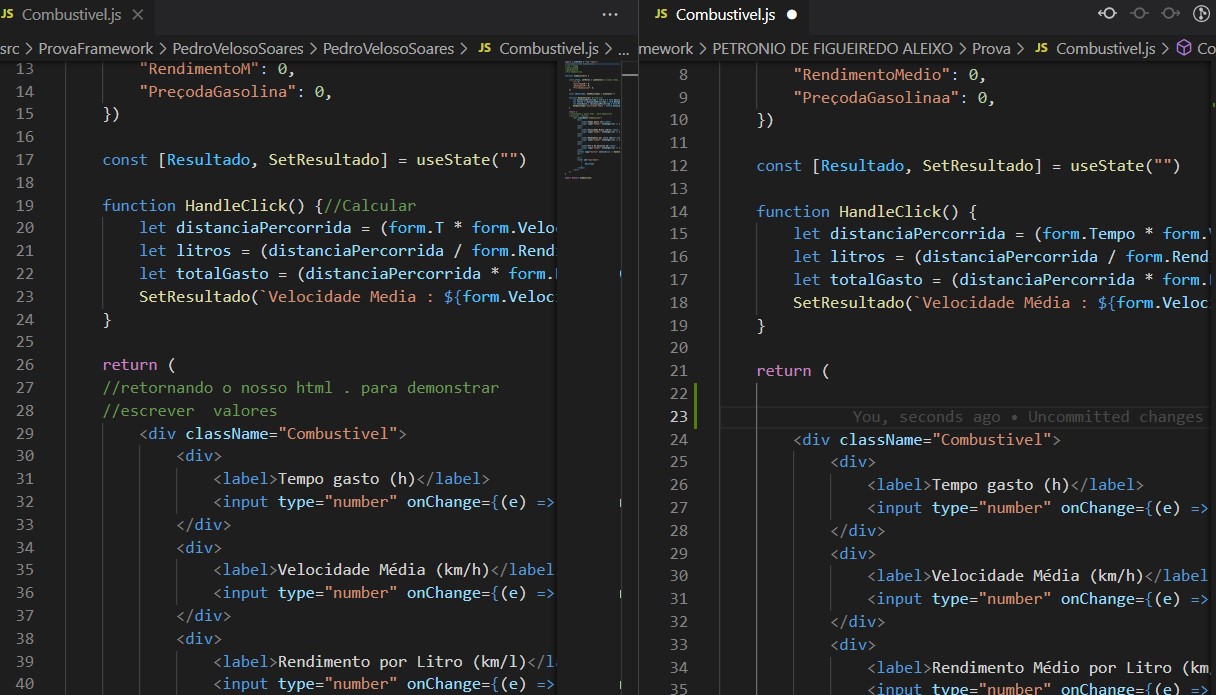 JS Combustivel.js
src > ProvaFramework > PedroVelosoSoares > PedroVelosoSoares > JS Combustivel.js > ...
13 "RendimentoM": 0,
14 "PreçodaGasolina": 0,
15 })
16
17 const [Resultado, SetResultado] = useState("")
18
19 function HandleClick() {//Calcular
20 let distanciaPercorrida = (form.T * form.Velo
21 let litros = (distanciaPercorrida / form.Rend
22 let totalGasto = (distanciaPercorrida * form.
23 SetResultado(`Velocidade Media : ${form.Veloc
24 }
25
26 return (
27 //retornando o nosso html . para demonstrar
28 //escrever  valores
29 <div className="Combustivel">
30 <div>
31 <label>Tempo gasto (h)</label>
32 <input type="number" onChange={(e) =>
33 </div>
34 <div>
35 <label>Velocidade Média (km/h)</label
36 <input type="number" onChange={(e) =>
37 </div>
38 <div>
39 <label>Rendimento por Litro (km/l)</l
40 <input type="number" onChange={(e) =>
JS Combustivel.js
mework > PETRONIO DE FIGUEIREDO ALEIXO > Prova > JS Combustivel.js > Co
8 "RendimentoMedio": 0,
9 "PreçodaGasolinaa": 0,
10 })
11
12 const [Resultado, SetResultado] = useState("")
13
14 function HandleClick() {
15 let distanciaPercorrida = (form.Tempo * form.
16 let litros = (distanciaPercorrida / form.Rend
17 let totalGasto = (distanciaPercorrida * form.
18 SetResultado(`Velocidade Média : ${form.Veloc
19 }
20
21 return (
22
23 You, seconds ago • Uncommitted changes
24 <div className="Combustivel">
25 <div>
26 <label>Tempo gasto (h)</label>
27 <input type="number" onChange={(e) =>
28 </div>
29 <div>
30 <label>Velocidade Média (km/h)</label
31 <input type="number" onChange={(e) =>
32 </div>
33 <div>
34 <label>Rendimento Médio por Litro (km
35 <input type="number" onChange={(e) =>